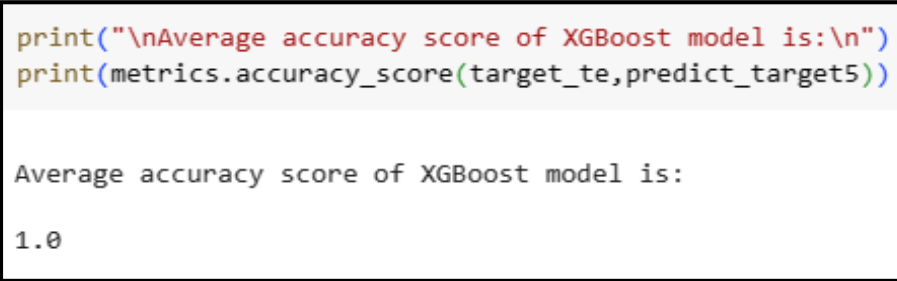 print("\nAverage accuracy score of XGBoost model is:\n")
print(metrics.accuracy_score(target_te,predict_target5))
Average accuracy score of XGBoost model is:
1.0